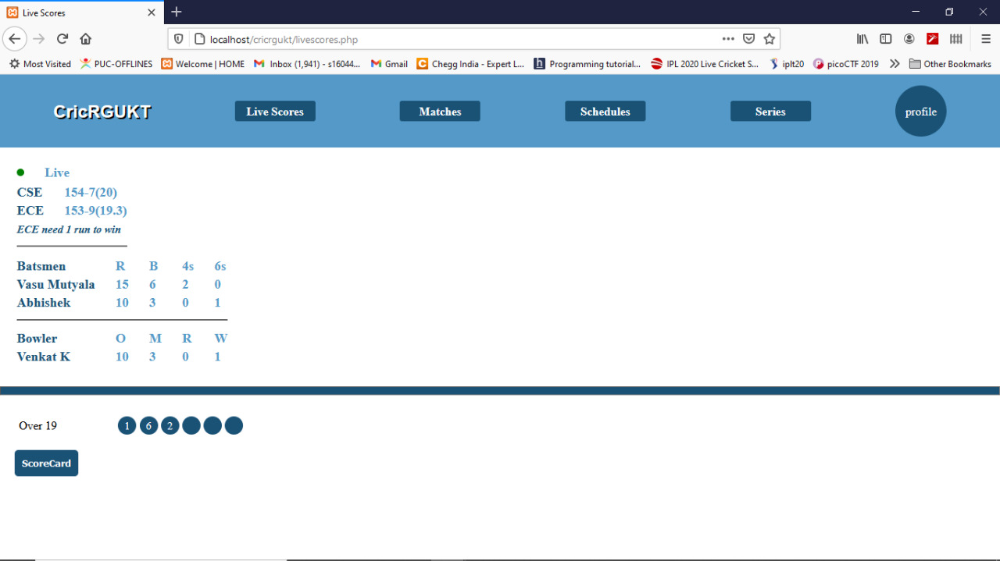 Live Scores
localhost/cricrgukt/livescores.php
Most Visited PUC-OFFLINES Welcome | HOME Inbox (1,941) - s16044... Gmail Chegg India - Expert L... Programming tutorial... IPL 2020 Live Cricket S... iplt20 picoCTF 2019 Other Bookmarks
CricRGUKT Live Scores Matches Schedules Series profile
Live
CSE 154-7(20)
ECE 153-9(19.3)
ECE need 1 run to win
Batsmen R B 4s 6s
Vasu Mutyala 15 6 2 0
Abhishek 10 3 0 1
Bowler O M R W
Venkat K 10 3 0 1
Over 19 1 6 2
ScoreCard